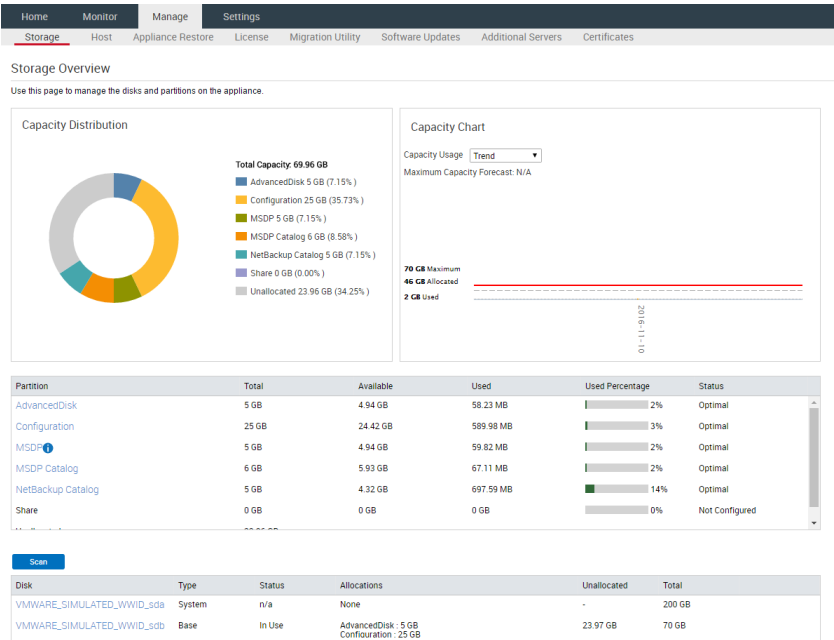 Home Monitor Manage Settings
Storage Host Appliance Restore License Migration Utility Software Updates Additional Servers Certificates
Storage Overview
Use this page to manage the disks and partitions on the appliance.
Capacity Distribution
Total Capacity: 69.96 GB
AdvancedDisk 5 GB (7.15% )
Configuration 25 GB (35.73% )
MSDP 5 GB (7.15% )
MSDP Catalog 6 GB (8.58% )
NetBackup Catalog 5 GB (7.15% )
Share 0 GB (0.00% )
Unallocated 23.96 GB (34.25% )
Capacity Chart
Capacity Usage Trend
Maximum Capacity Forecast: N/A
70 GB Maximum
46 GB Allocated
2 GB Used
2016-11-10
Partition Total Available Used Used Percentage Status
AdvancedDisk 5 GB 4.94 GB 58.23 MB 2% Optimal
Configuration 25 GB 24.42 GB 589.98 MB 3% Optimal
MSDP 5 GB 4.94 GB 59.82 MB 2% Optimal
MSDP Catalog 6 GB 5.93 GB 67.11 MB 2% Optimal
NetBackup Catalog 5 GB 4.32 GB 697.59 MB 14% Optimal
Share 0 GB 0 GB 0 GB 0% Not Configured
Scan
Disk Type Status Allocations Unallocated Total
VMWARE_SIMULATED_WWID_sda System n/a None - 200 GB
VMWARE_SIMULATED_WWID_sdb Base In Use AdvancedDisk : 5 GB 23.97 GB 70 GB
Configuration : 25 GB